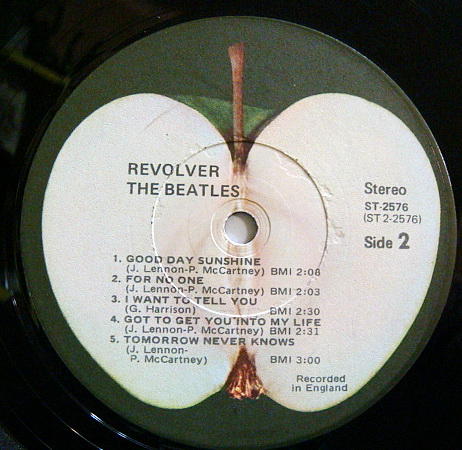 REVOLVER
THE BEATLES
Stereo
ST-2576
(ST 2-2576)
Side 2
1. GOOD DAY SUNSHINE
(J. Lennon-P. McCartney) BMI 2:08
2. FOR NO ONE
(J. Lennon-P. McCartney) BMI 2:03
3. I WANT TO TELL YOU
(G. Harrison) BMI 2:30
4. GOT TO GET YOU INTO MY LIFE
(J. Lennon-P. McCartney) BMI 2:31
5. TOMORROW NEVER KNOWS
(J. Lennon-
P. McCartney) BMI 3:00
Recorded
in England